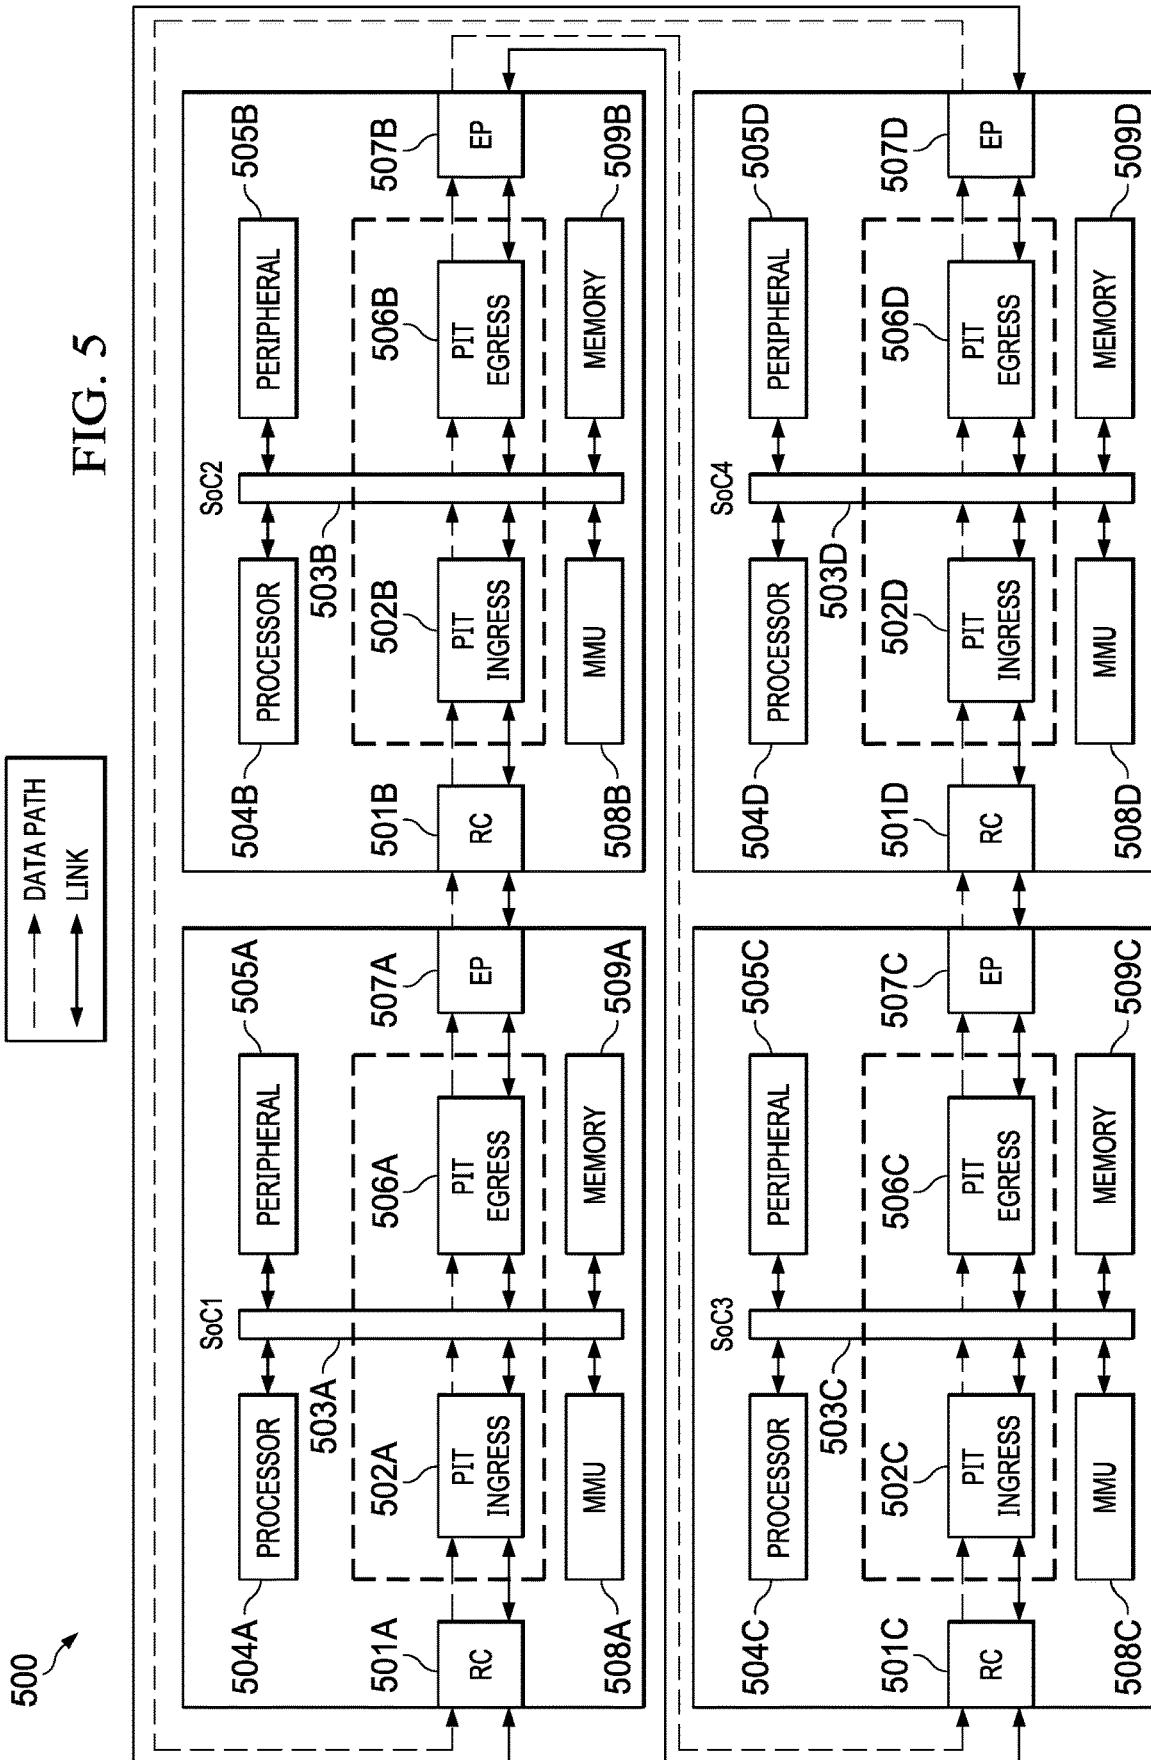 500
FIG. 5
DATA PATH
LINK
SoC1
504A
PROCESSOR
505A
PERIPHERAL
503A
501A
RC
502A
PIT
INGRESS
506A
PIT
EGRESS
507A
EP
508A
MMU
509A
MEMORY
SoC2
504B
PROCESSOR
505B
PERIPHERAL
503B
501B
RC
502B
PIT
INGRESS
506B
PIT
EGRESS
507B
EP
508B
MMU
509B
MEMORY
SoC3
504C
PROCESSOR
505C
PERIPHERAL
503C
501C
RC
502C
PIT
INGRESS
506C
PIT
EGRESS
507C
EP
508C
MMU
509C
MEMORY
SoC4
504D
PROCESSOR
505D
PERIPHERAL
503D
501D
RC
502D
PIT
INGRESS
506D
PIT
EGRESS
507D
EP
508D
MMU
509D
MEMORY